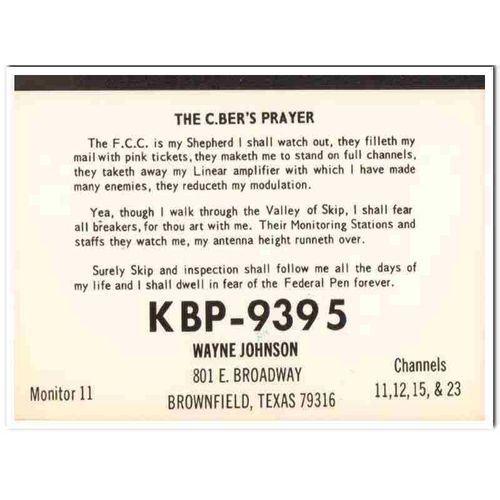 THE C.BER'S PRAYER
The F.C.C. is my Shepherd I shall watch out, they filleth my
mail with pink tickets, they maketh me to stand on full channels,
they taketh away my Linear amplifier with which I have made
many enemies, they reduceth my modulation.
Yea, though I walk through the Valley of Skip, I shall fear
all breakers, for thou art with me. Their Monitoring Stations and
staffs they watch me, my antenna height runneth over.
Surely Skip and inspection shall follow me all the days of
my life and I shall dwell in fear of the Federal Pen forever.
KBP-9395
WAYNE JOHNSON
801 E. BROADWAY
BROWNFIELD, TEXAS 79316
Monitor 11
Channels
11,12,15, & 23